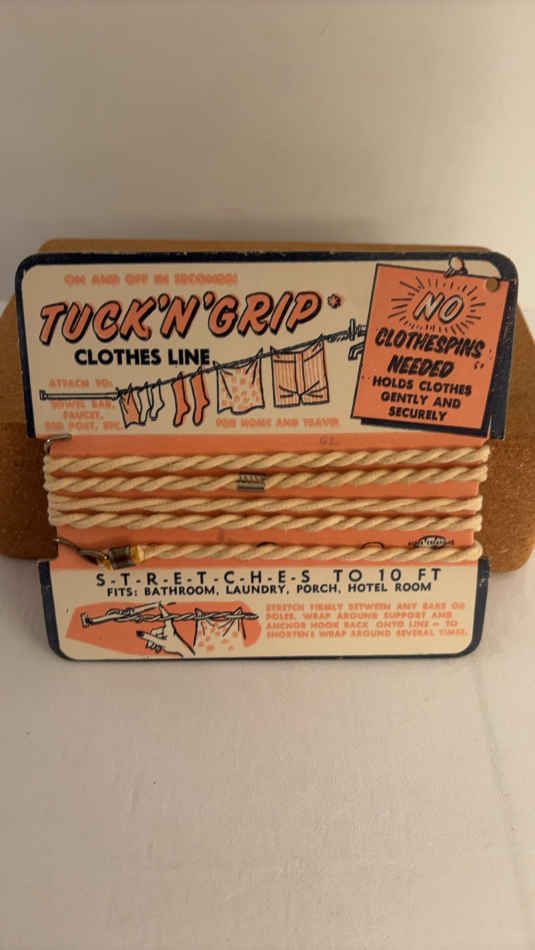 ON AND OFF IN SECONDS!
TUCK'N'GRIP*
CLOTHES LINE
ATTACH TO:
TOWEL BAR,
FAUCET,
BED POST, ETC.
FOR HOME AND TRAVEL
NO
CLOTHESPINS
NEEDED
HOLDS CLOTHES
GENTLY AND
SECURELY
S-T-R-E-T-C-H-E-S TO 10 FT
FITS: BATHROOM, LAUNDRY, PORCH, HOTEL ROOM
STRETCH FIRMLY BETWEEN ANY BARS OR
POLES, WRAP AROUND SUPPORT AND
ANCHOR HOOK BACK ONTO LINE - TO
SHORTEN WRAP AROUND SEVERAL TIMES.